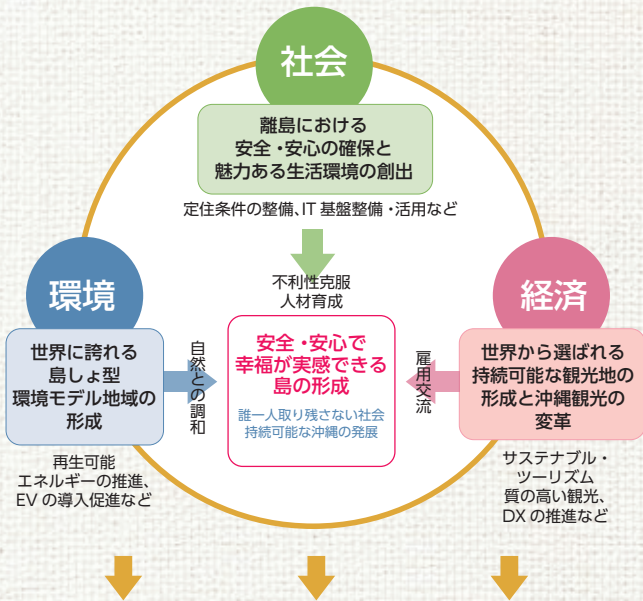 社会
離島における
安全・安心の確保と
魅力ある生活環境の創出
定住条件の整備、IT基盤整備・活用など
不利性克服
人材育成
環境
世界に誇れる
島しょ型
環境モデル地域の
形成
再生可能
エネルギーの推進、
EVの導入促進など
自然との調和
安全・安心で
幸福が実感できる
島の形成
誰一人取り残さない社会
持続可能な沖縄の発展
雇用交流
経済
世界から選ばれる
持続可能な観光地の
形成と沖縄観光の
変革
サステナブル・
ツーリズム
質の高い観光、
DXの推進など